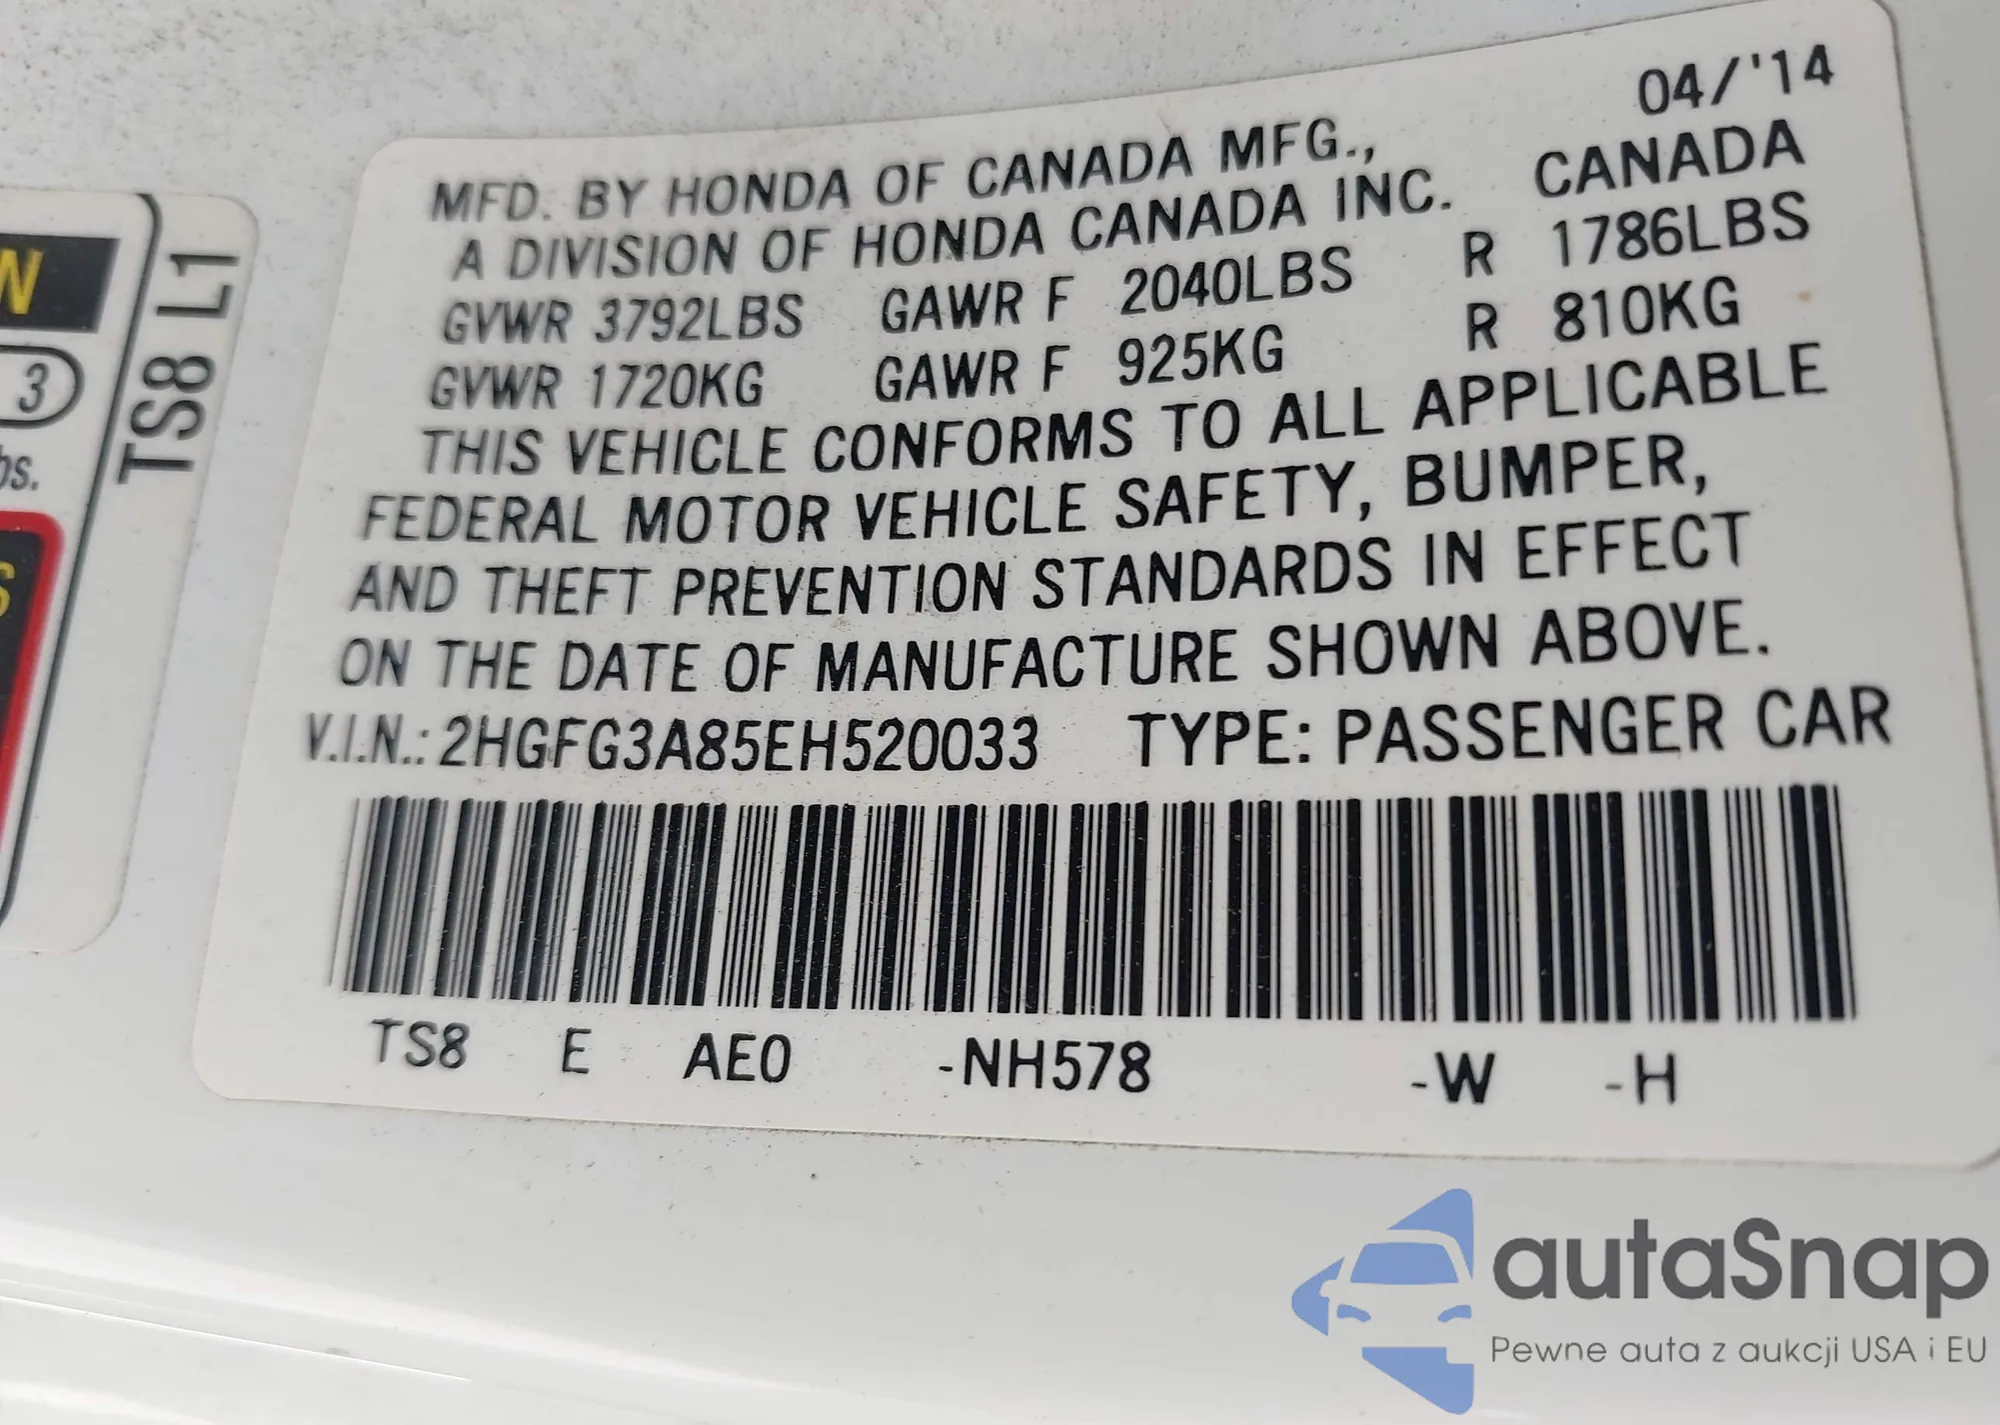 04/'14
MFD. BY HONDA OF CANADA MFG.,
A DIVISION OF HONDA CANADA INC. CANADA
GVWR 3792LBS GAWR F 2040LBS R 1786LBS
GVWR 1720KG GAWR F 925KG R 810KG
THIS VEHICLE CONFORMS TO ALL APPLICABLE
FEDERAL MOTOR VEHICLE SAFETY, BUMPER,
AND THEFT PREVENTION STANDARDS IN EFFECT
ON THE DATE OF MANUFACTURE SHOWN ABOVE.
V.I.N.: 2HGFG3A85EH520033 TYPE: PASSENGER CAR
TS8 E AE0 -NH578 -W -H
TS8 L1
3
autaSnap
Pewne auta z aukcji USA i EU